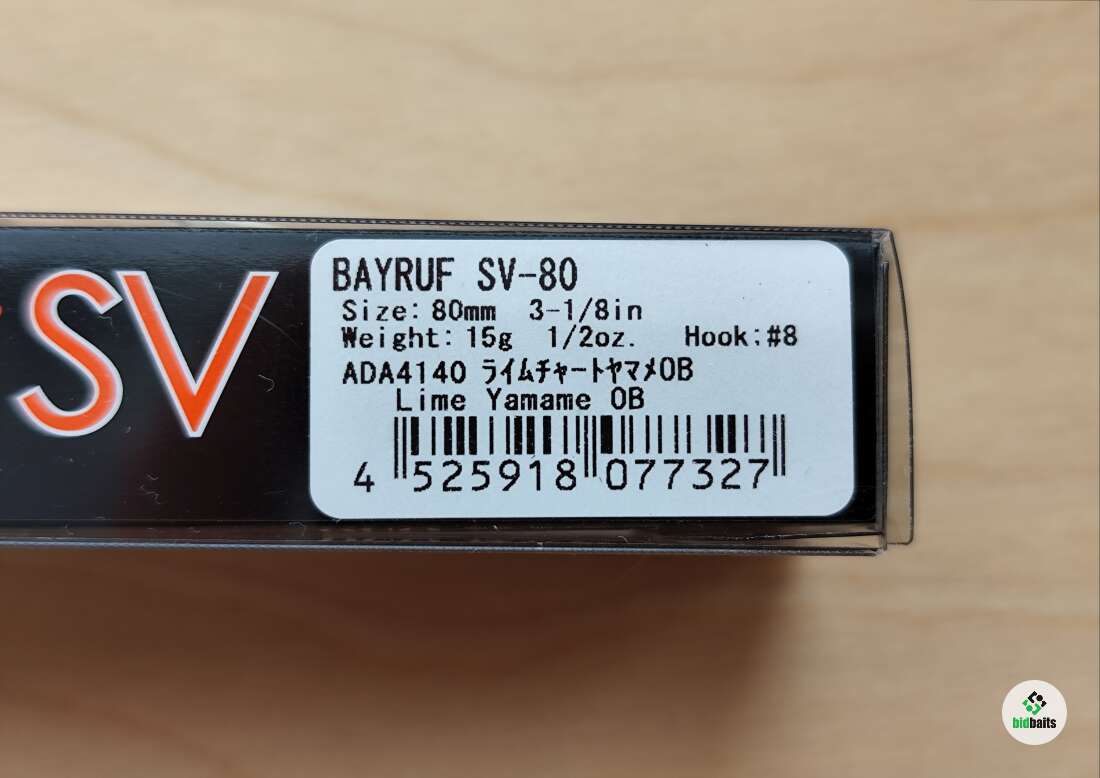 SV
BAYRUF SV-80
Size: 80mm 3-1/8in
Weight: 15g 1/2oz. Hook:#8
ADA4140 ライムチャートヤマメOB
Lime Yamame OB
4 525918 077327
bidbaits